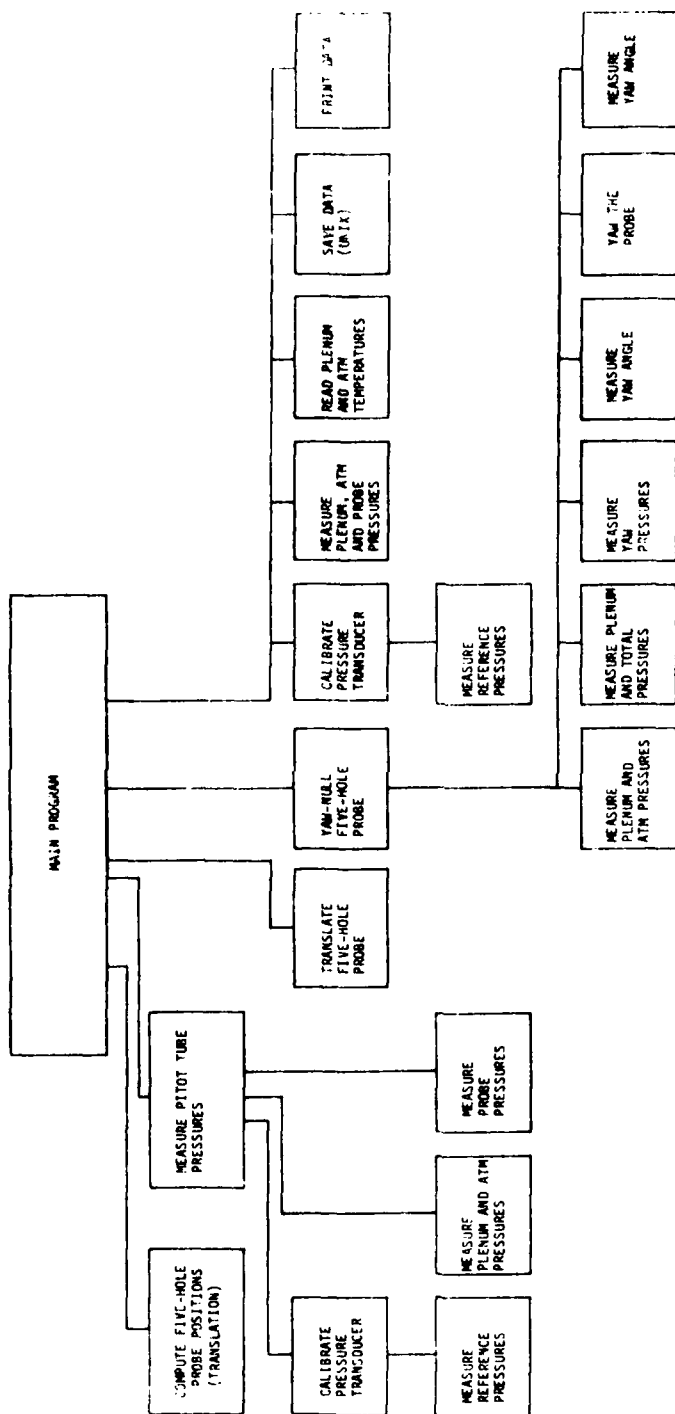 MAIN PROGRAM
COMPUTE FIVE-HOLE
PROBE POSITIONS
(TRANSLATION)
MEASURE PITOT TUBE
PRESSURES
CALIBRATE
PRESSURE
TRANSDUCER
MEASURE
PLENUM AND ATM
PRESSURES
MEASURE
PROBE
PRESSURES
MEASURE
REFERENCE
PRESSURES
TRANSLATE
FIVE-HOLE
PROBE
YAW-NULL
FIVE-HOLE
PROBE
CALIBRATE
PRESSURE
TRANSDUCER
MEASURE
PLENUM, ATM
AND PROBE
PRESSURES
READ PLENUM
AND ATM
TEMPERATURES
SAVE DATA
(UNIX)
PRINT DATA
MEASURE
REFERENCE
PRESSURES
MEASURE
PLENUM AND
ATM PRESSURES
MEASURE PLENUM
AND TOTAL
PRESSURES
MEASURE
YAW
PRESSURES
MEASURE
YAW ANGLE
YAW THE
PROBE
MEASURE
YAW ANGLE